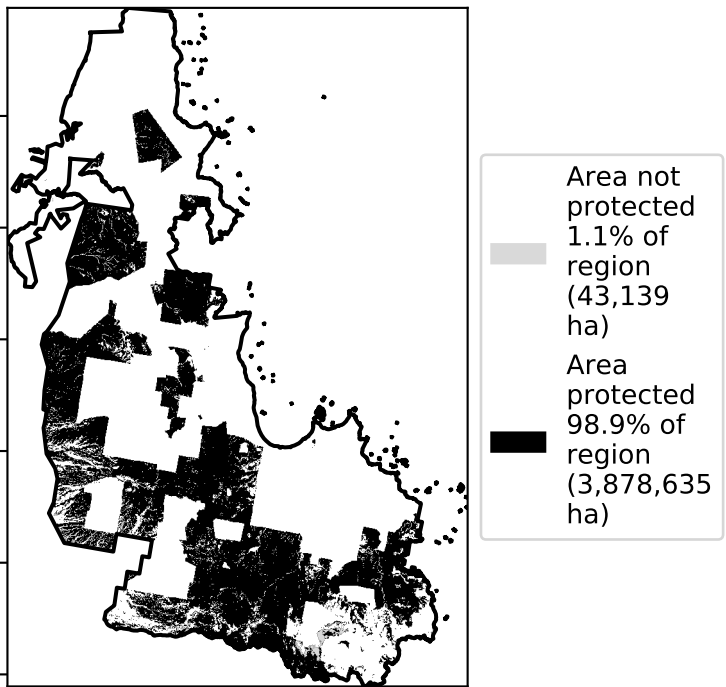 Area not
protected
1.1% of
region
(43,139
ha)
Area
protected
98.9% of
region
(3,878,635
ha)